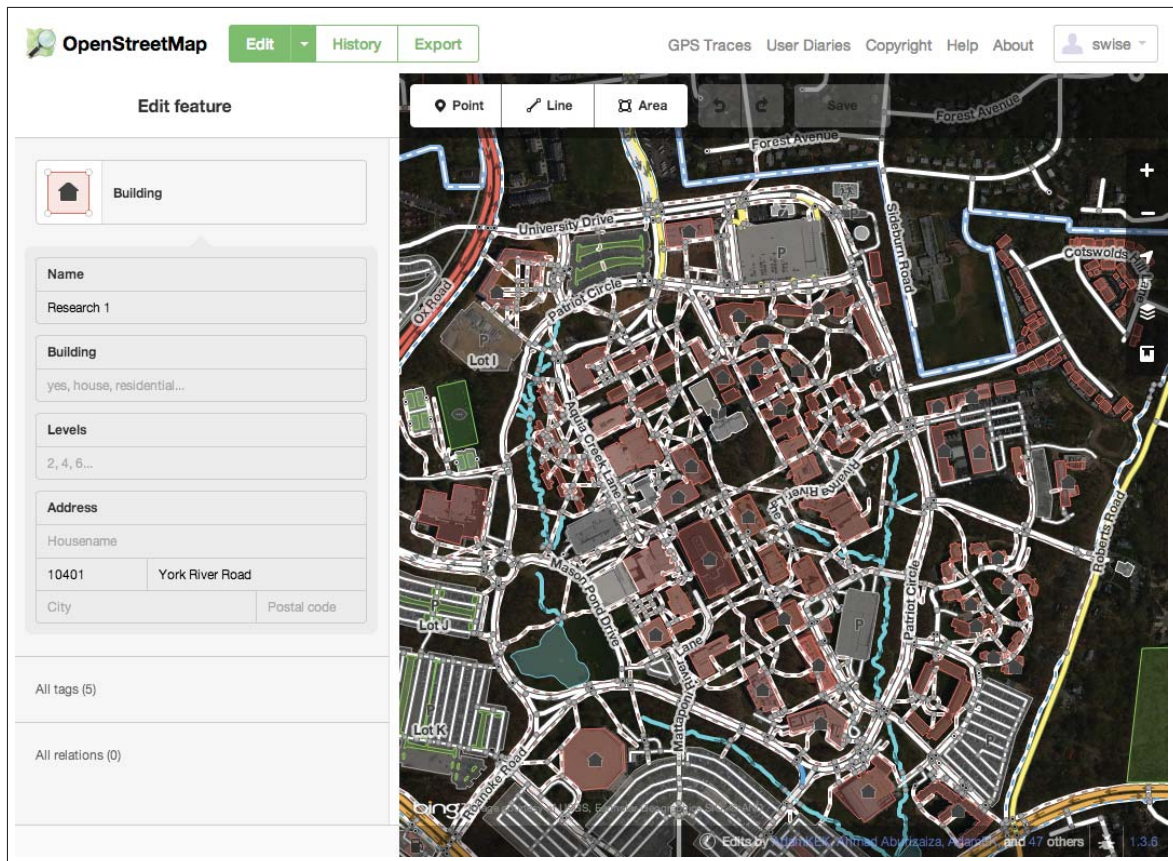 OpenStreetMap
Edit
History
Export
GPS Traces
User Diaries
Copyright
Help
About
swise
Edit feature
Point
Line
Area
Save
Building
Name
Research 1
Building
yes, house, residential...
Levels
2, 4, 6...
Address
Housename
10401
York River Road
City
Postal code
All tags (5)
All relations (0)
Forest Avenue
Forest Avenue
University Drive
Sideburn Road
Cotswolds Hill Lane
Ox Road
Patriot Circle
P
P
Lot I
Aquia Creek Lane
Rivanna River Lane
Roberts Road
Mason Pond Drive
Patriot Circle
P
P
Lot J
Mattaponi River Lane
P
Lot K
P
Roanoke Road
bing
Edits by AdamKEK, Ahmad Aburizaiza, AdamEK, and 47 others
1.3.6